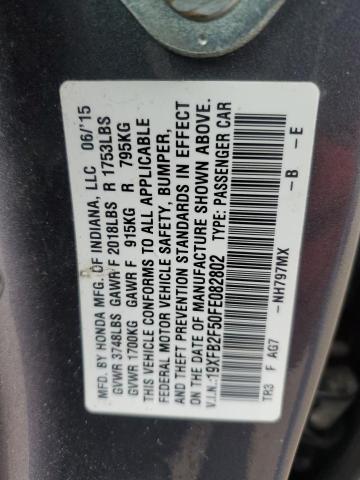 MFD. BY HONDA MFG. OF INDIANA, LLC 06/'15
GVWR 3748LBS GAWR F 2018LBS R 1753LBS
GVWR 1700KG GAWR F 915KG R 795KG
THIS VEHICLE CONFORMS TO ALL APPLICABLE
FEDERAL MOTOR VEHICLE SAFETY, BUMPER,
AND THEFT PREVENTION STANDARDS IN EFFECT
ON THE DATE OF MANUFACTURE SHOWN ABOVE.
V.I.N.:19XFB2F50FE082802 TYPE: PASSENGER CAR
-NH797MX -B -E
TR3 F AG7